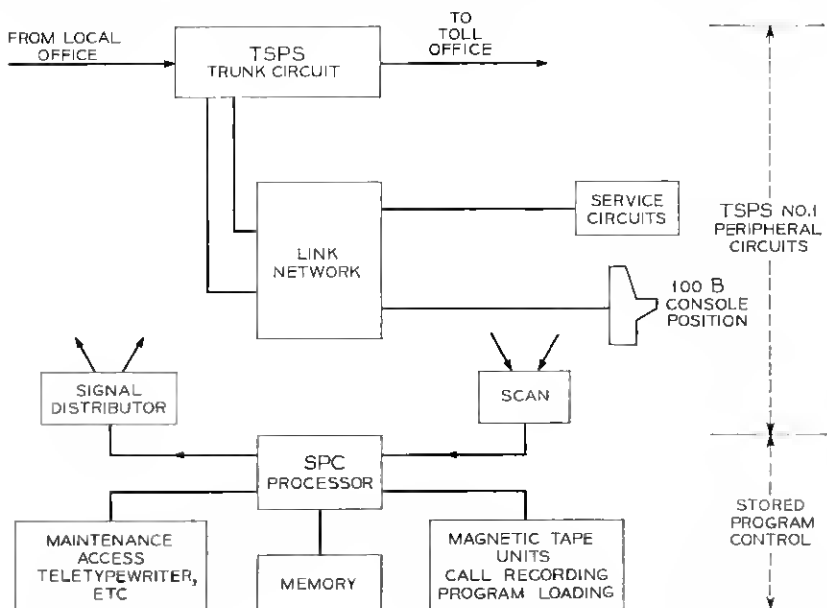 FROM LOCAL
OFFICE
TSPS
TRUNK CIRCUIT
TO
TOLL
OFFICE
LINK
NETWORK
SERVICE
CIRCUITS
100 B
CONSOLE
POSITION
TSPS NO.1
PERIPHERAL
CIRCUITS
SIGNAL
DISTRIBUTOR
SCAN
SPC
PROCESSOR
STORED
PROGRAM
CONTROL
MAINTENANCE
ACCESS
TELETYPEWRITER,
ETC
MEMORY
MAGNETIC TAPE
UNITS
CALL RECORDING
PROGRAM LOADING